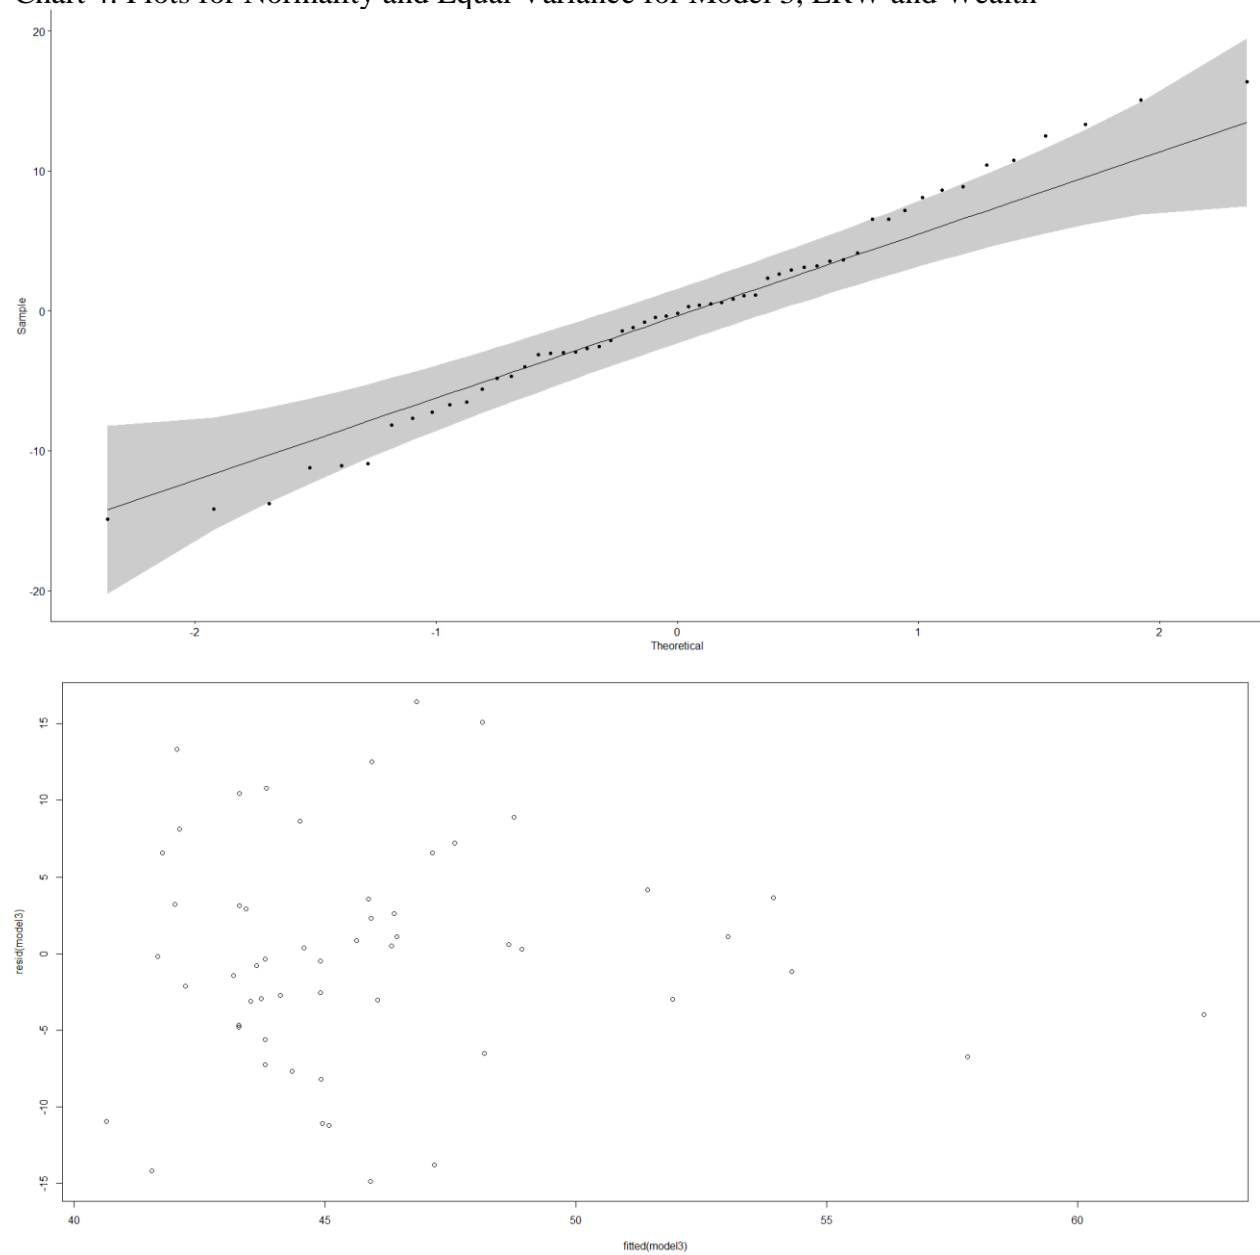 Chart 4: Plots for Normality and Equal Variance for Model 3, ERW and Wealth
20
10
0
-10
-20
Sample
-2 -1 0 1 2
Theoretical
15
10
5
0
-5
-10
-15
resid(model3)
40 45 50 55 60
fitted(model3)